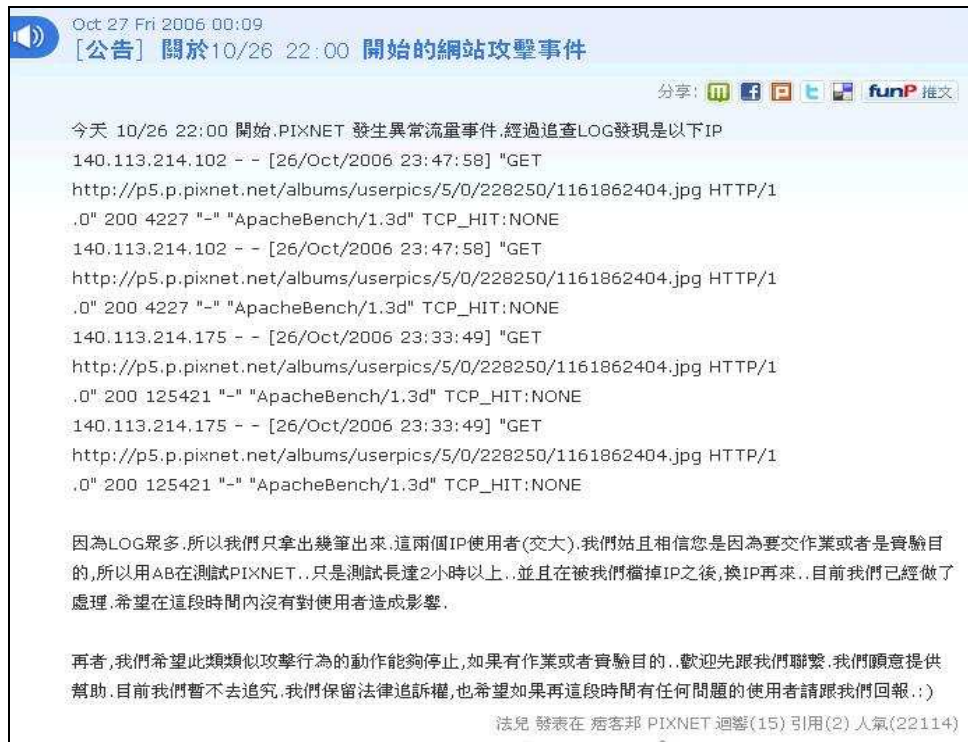 Oct 27 Fri 2006 00:09
[公告] 關於10/26 22:00 開始的網站攻擊事件
分享: funP 推文
今天 10/26 22:00 開始.PIXNET 發生異常流量事件.經過追查LOG發現是以下IP
140.113.214.102 - - [26/Oct/2006 23:47:58] "GET
http://p5.p.pixnet.net/albums/userpics/5/0/228250/1161862404.jpg HTTP/1
.0" 200 4227 "-" "ApacheBench/1.3d" TCP_HIT:NONE
140.113.214.102 - - [26/Oct/2006 23:47:58] "GET
http://p5.p.pixnet.net/albums/userpics/5/0/228250/1161862404.jpg HTTP/1
.0" 200 4227 "-" "ApacheBench/1.3d" TCP_HIT:NONE
140.113.214.175 - - [26/Oct/2006 23:33:49] "GET
http://p5.p.pixnet.net/albums/userpics/5/0/228250/1161862404.jpg HTTP/1
.0" 200 125421 "-" "ApacheBench/1.3d" TCP_HIT:NONE
140.113.214.175 - - [26/Oct/2006 23:33:49] "GET
http://p5.p.pixnet.net/albums/userpics/5/0/228250/1161862404.jpg HTTP/1
.0" 200 125421 "-" "ApacheBench/1.3d" TCP_HIT:NONE
因為LOG眾多.所以我們只拿出幾筆出來.這兩個IP使用者(交大).我們姑且相信您是因為要交作業或者是實驗目
的,所以用AB在測試PIXNET..只是測試長達2小時以上..並且在被我們檔掉IP之後,換IP再來..目前我們已經做了
處理.希望在這段時間內沒有對使用者造成影響.
再者,我們希望此類類似攻擊行為的動作能夠停止,如果有作業或者實驗目的..歡迎先跟我們聯繫.我們願意提供
幫助.目前我們暫不去追究.我們保留法律追訴權,也希望如果再這段時間有任何問題的使用者請跟我們回報.:)
法兒 發表在 痞客邦 PIXNET 迴響(15) 引用(2) 人氣(22114)